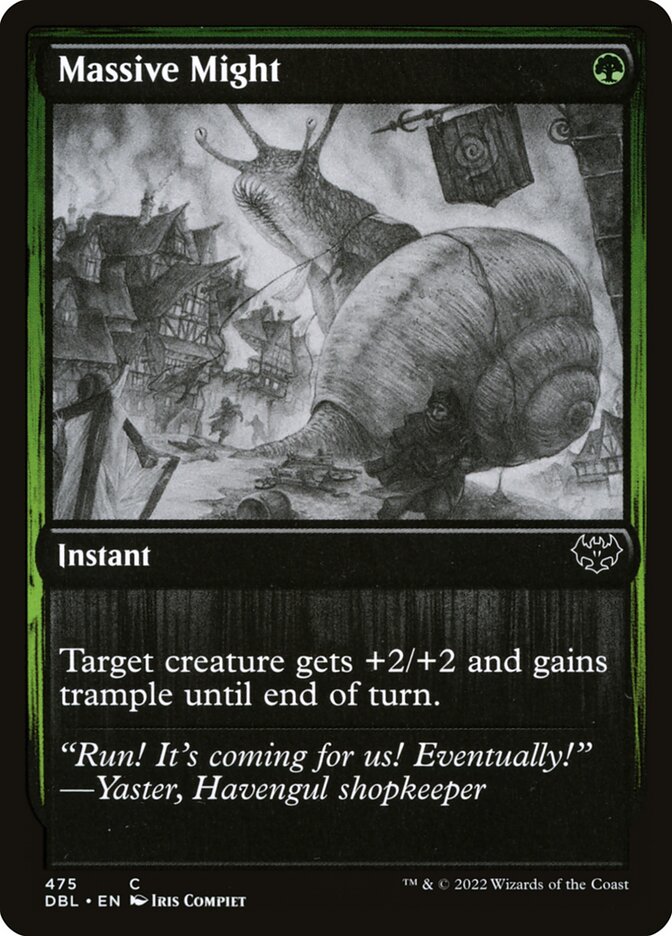 Massive Might
Instant
Target creature gets +2/+2 and gains
trample until end of turn.
“Run! It’s coming for us! Eventually!”
—Yaster, Havengul shopkeeper
475 C
DBL • EN Iris Compiet
™ & © 2022 Wizards of the Coast